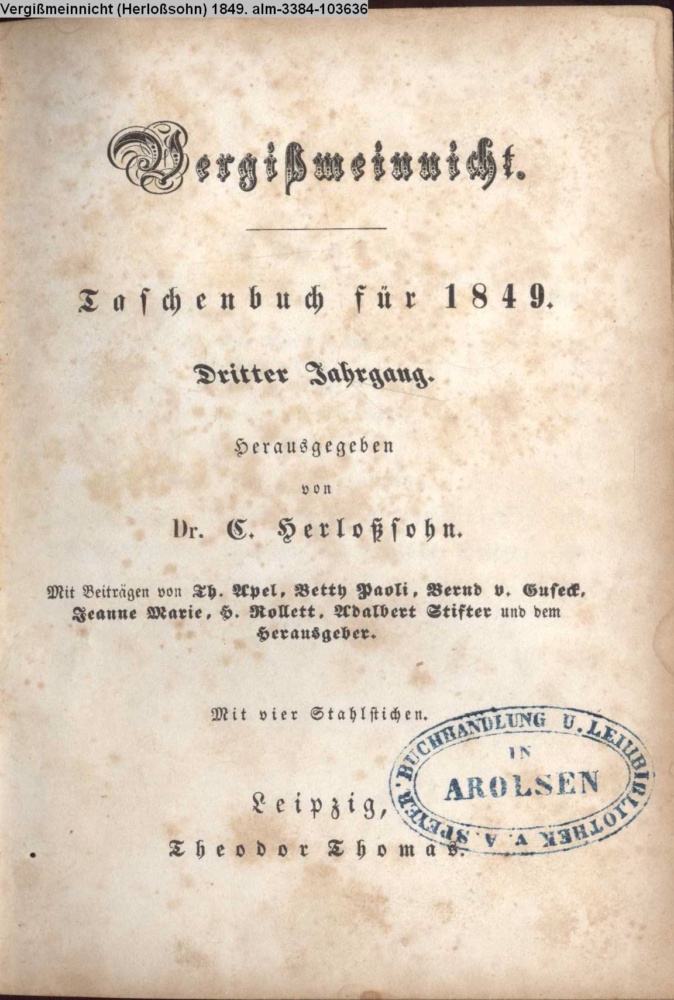 Vergißmeinnicht (Herloßsohn) 1849. alm-3384-103636
Vergißmeinnicht.
Taschenbuch für 1849.
Dritter Jahrgang.
Herausgegeben
von
Dr. C. Herloßsohn.
Mit Beiträgen von Th. Apel, Betty Paoli, Bernd v. Guseck,
Jeanne Marie, H. Rollett, Adalbert Stifter und dem
Herausgeber.
Mit vier Stahlstichen.
Leipzig,
Theodor Thomas.
BUCHHANDLUNG U. LEIHBIBLIOTHEK V. A. SPEYER.
IN
AROLSEN